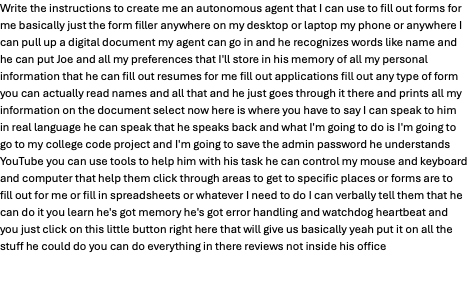 Write the instructions to create me an autonomous agent that I can use to fill out forms for
me basically just the form filler anywhere on my desktop or laptop my phone or anywhere I
can pull up a digital document my agent can go in and he recognizes words like name and
he can put Joe and all my preferences that I'll store in his memory of all my personal
information that he can fill out resumes for me fill out applications fill out any type of form
you can actually read names and all that and he just goes through it there and prints all my
information on the document select now here is where you have to say I can speak to him
in real language he can speak that he speaks back and what I'm going to do is I'm going to
go to my college code project and I'm going to save the admin password he understands
YouTube you can use tools to help him with his task he can control my mouse and keyboard
and computer that help them click through areas to get to specific places or forms are to
fill out for me or fill in spreadsheets or whatever I need to do I can verbally tell them that he
can do it you learn he's got memory he's got error handling and watchdog heartbeat and
you just click on this little button right here that will give us basically yeah put it on all the
stuff he could do you can do everything in there reviews not inside his office